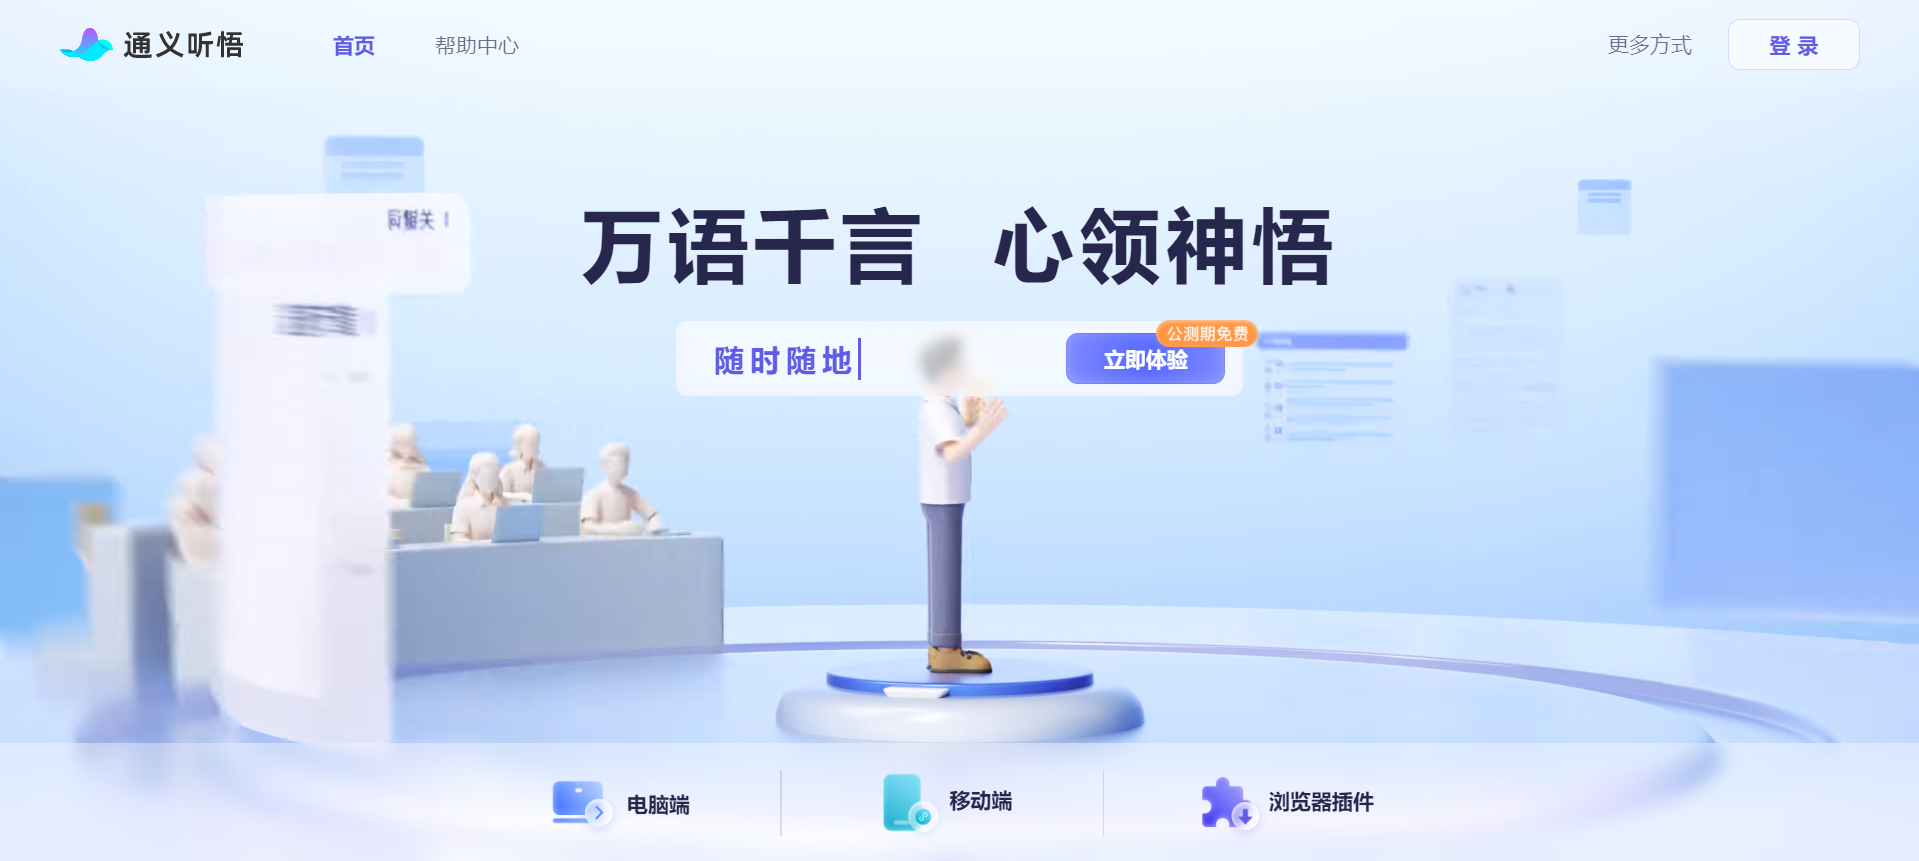 通义听悟
首页
帮助中心
更多方式
登录
万语千言 心领神悟
随时随地
公测期免费
立即体验
电脑端
移动端
浏览器插件